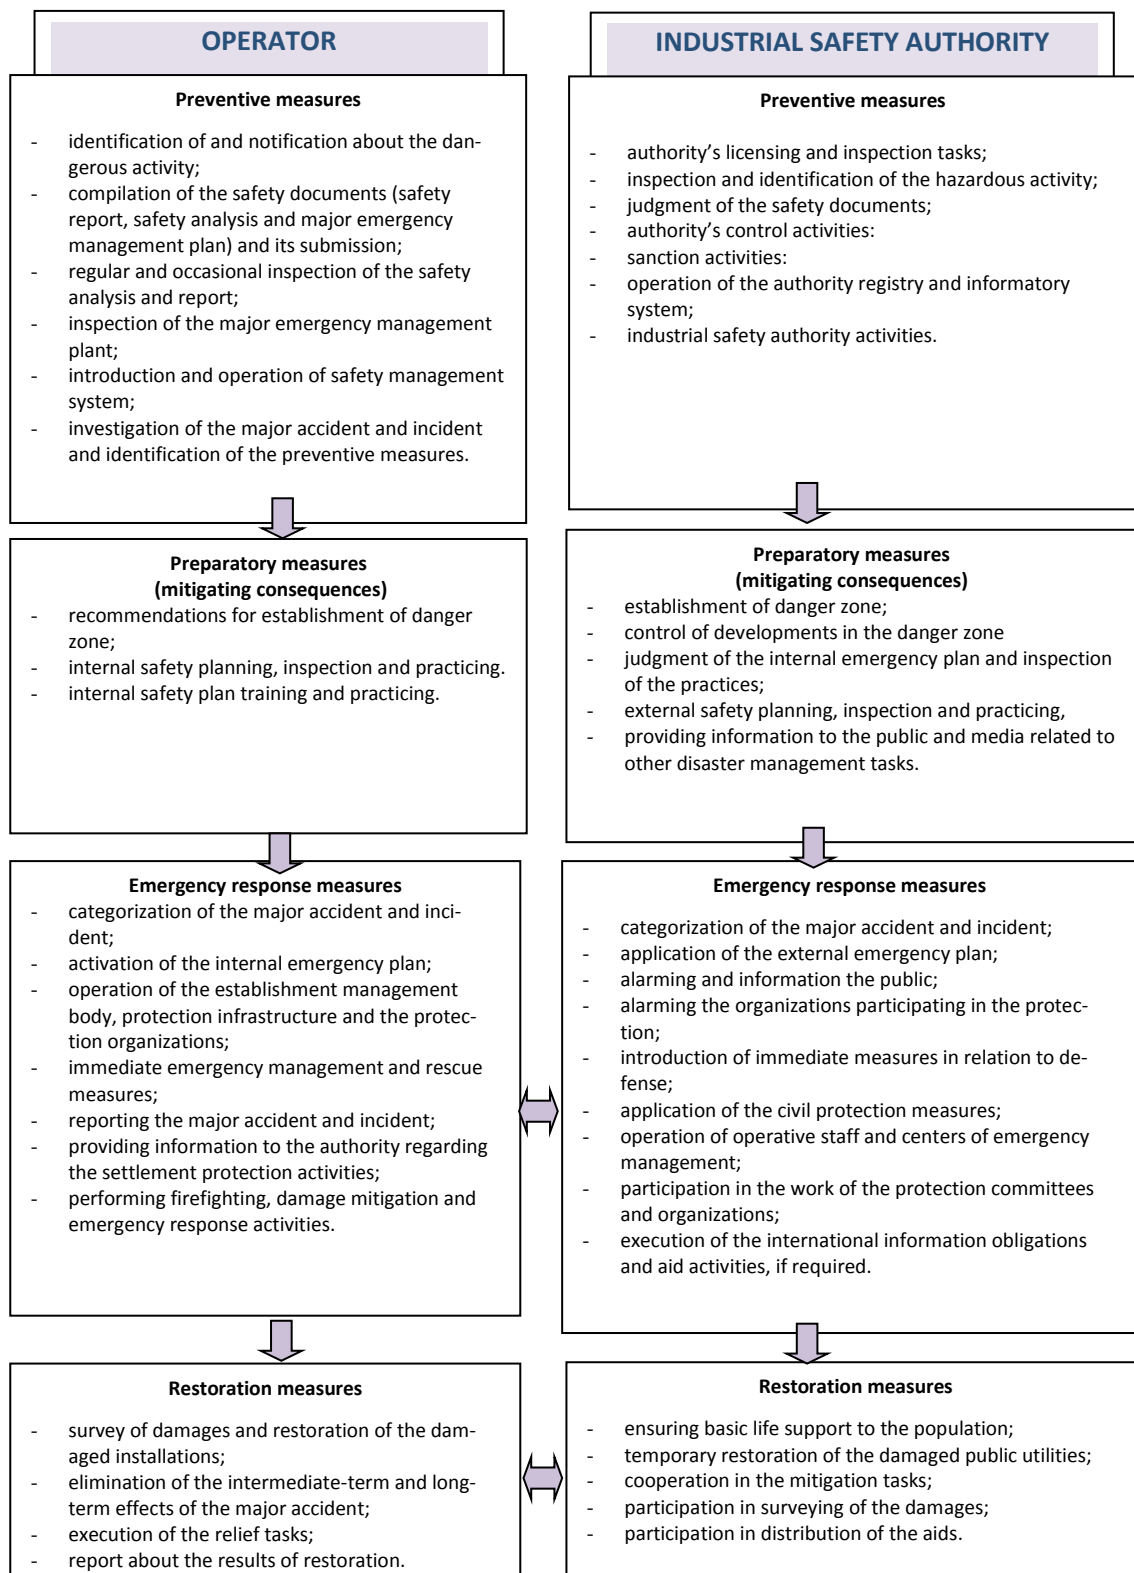 OPERATOR
Preventive measures
- identification of and notification about the dan-
gerous activity;
- compilation of the safety documents (safety
report, safety analysis and major emergency
management plan) and its submission;
- regular and occasional inspection of the safety
analysis and report;
- inspection of the major emergency management
plant;
- introduction and operation of safety management
system;
- investigation of the major accident and incident
and identification of the preventive measures.
Preparatory measures
(mitigating consequences)
- recommendations for establishment of danger
zone;
- internal safety planning, inspection and practicing.
- internal safety plan training and practicing.
Emergency response measures
- categorization of the major accident and inci-
dent;
- activation of the internal emergency plan;
- operation of the establishment management
body, protection infrastructure and the protec-
tion organizations;
- immediate emergency management and rescue
measures;
- reporting the major accident and incident;
- providing information to the authority regarding
the settlement protection activities;
- performing firefighting, damage mitigation and
emergency response activities.
Restoration measures
- survey of damages and restoration of the dam-
aged installations;
- elimination of the intermediate-term and long-
term effects of the major accident;
- execution of the relief tasks;
- report about the results of restoration.
INDUSTRIAL SAFETY AUTHORITY
Preventive measures
- authority’s licensing and inspection tasks;
- inspection and identification of the hazardous activity;
- judgment of the safety documents;
- authority’s control activities:
- sanction activities:
- operation of the authority registry and informatory
system;
- industrial safety authority activities.
Preparatory measures
(mitigating consequences)
- establishment of danger zone;
- control of developments in the danger zone
- judgment of the internal emergency plan and inspection
of the practices;
- external safety planning, inspection and practicing,
- providing information to the public and media related to
other disaster management tasks.
Emergency response measures
- categorization of the major accident and incident;
- application of the external emergency plan;
- alarming and information the public;
- alarming the organizations participating in the protec-
tion;
- introduction of immediate measures in relation to de-
fense;
- application of the civil protection measures;
- operation of operative staff and centers of emergency
management;
- participation in the work of the protection committees
and organizations;
- execution of the international information obligations
and aid activities, if required.
Restoration measures
- ensuring basic life support to the population;
- temporary restoration of the damaged public utilities;
- cooperation in the mitigation tasks;
- participation in surveying of the damages;
- participation in distribution of the aids.